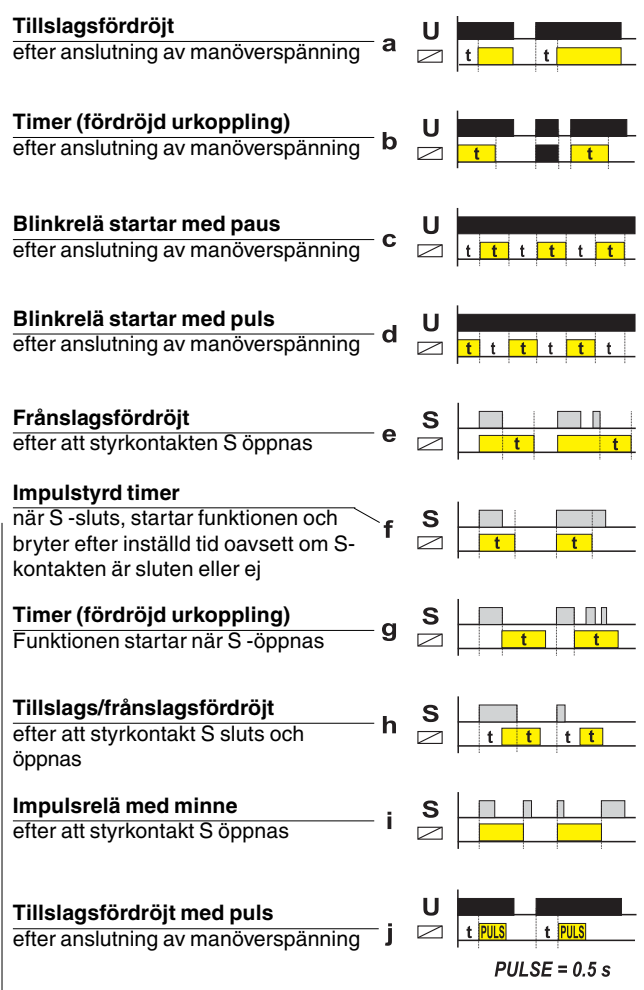 Tillslagsfördröjt
efter anslutning av manöverspänning
a
U
t t
Timer (fördröjd urkoppling)
efter anslutning av manöverspänning
b
U
t t
Blinkrelä startar med paus
efter anslutning av manöverspänning
c
U
t t t t t t
Blinkrelä startar med puls
efter anslutning av manöverspänning
d
U
t t t t t t
Frånslagsfördröjt
efter att styrkontakten S öppnas
e
S
t t
Impulstyrd timer
när S -sluts, startar funktionen och
bryter efter inställd tid oavsett om S-
kontakten är sluten eller ej
f
S
t t
Timer (fördröjd urkoppling)
Funktionen startar när S -öppnas
g
S
t t
Tillslags/frånslagsfördröjt
efter att styrkontakt S sluts och
öppnas
h
S
t t t t
Impulsrelä med minne
efter att styrkontakt S öppnas
i
S
Tillslagsfördröjt med puls
efter anslutning av manöverspänning
j
U
t PULS t PULS
PULSE = 0.5 s